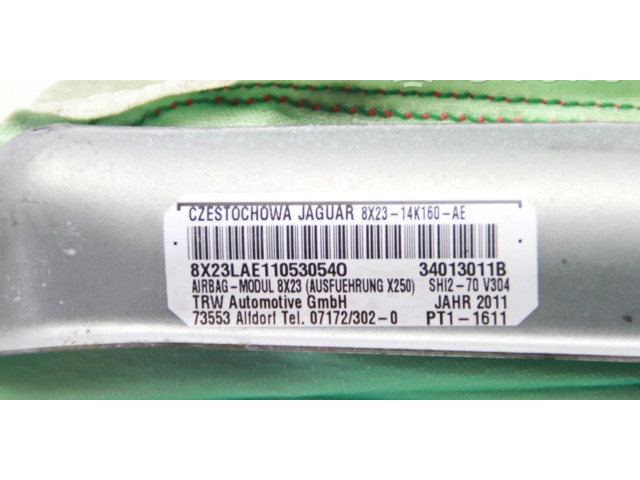 CZESTOCHOWA JAGUAR 8X23-14K160-AE
8X23LAE110530540 34013011B
AIRBAG-MODUL 8X23 (AUSFUEHRUNG X250) SHI2-70 V304
TRW Automotive GmbH JAHR 2011
73553 Alldorf Tel. 07172/302-0 PT1-1611